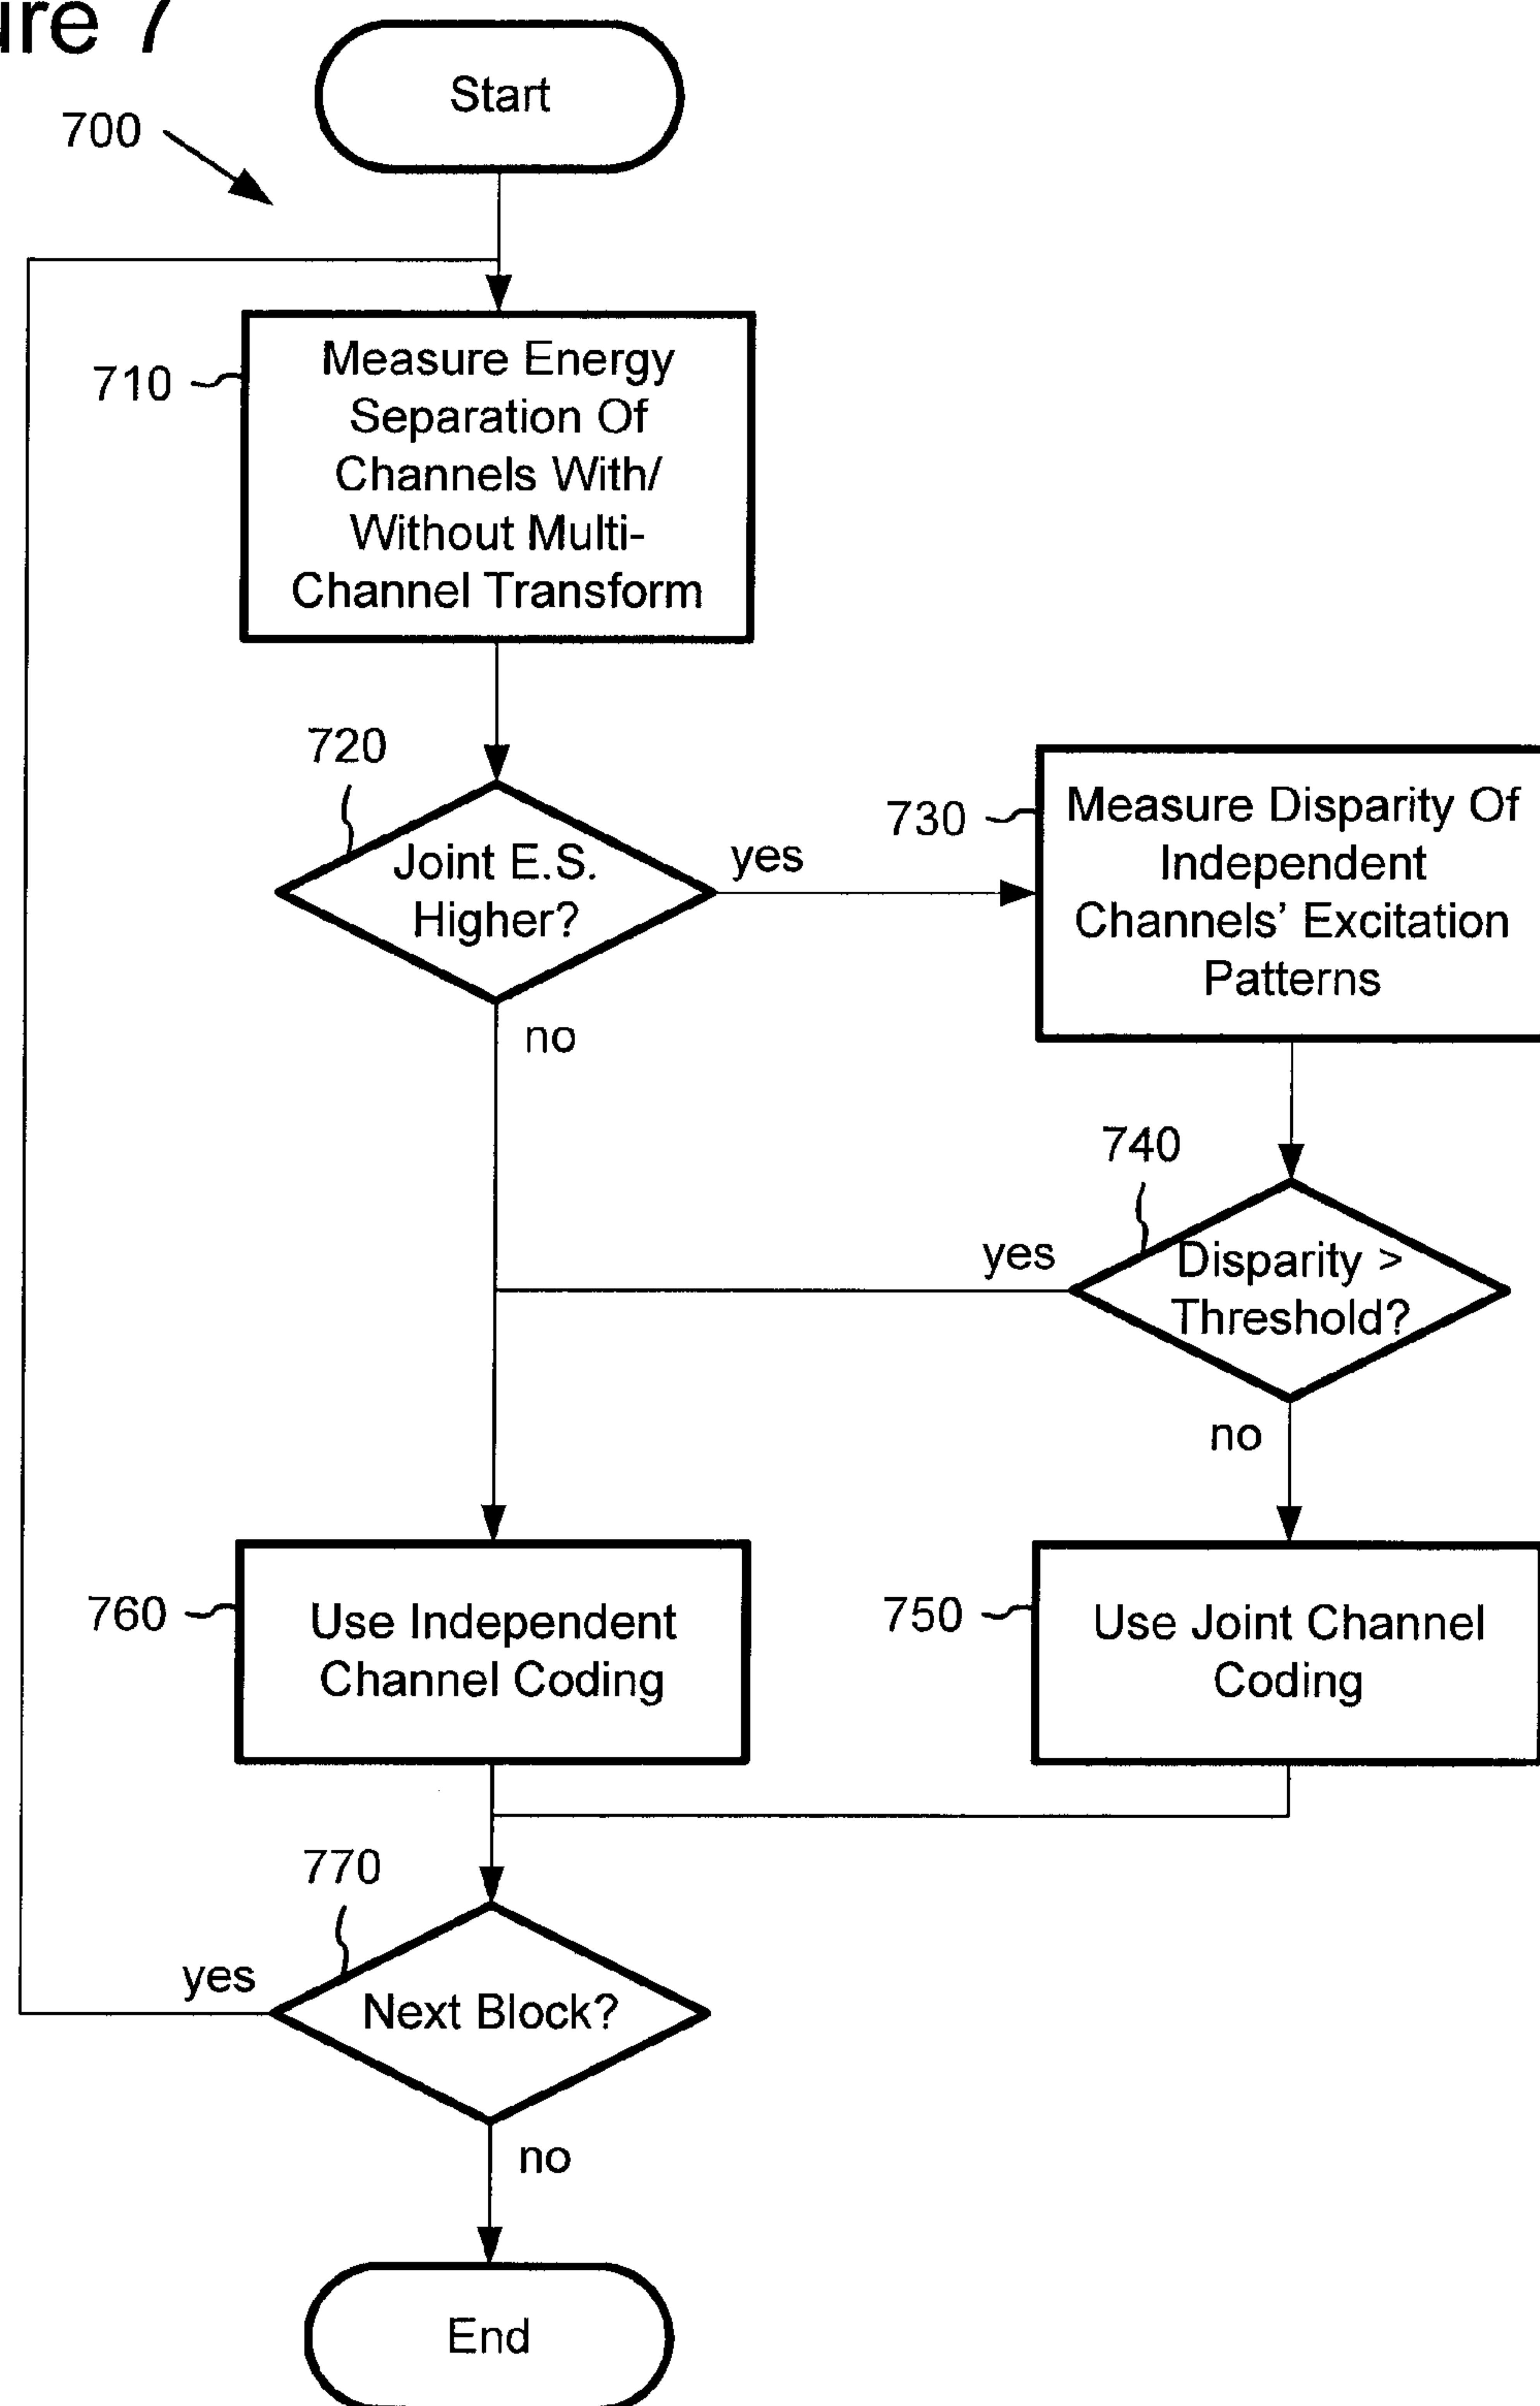 ure 7
Start
700
710
Measure Energy
Separation Of
Channels With/
Without Multi-
Channel Transform
720
Joint E.S.
Higher?
yes
no
730
Measure Disparity Of
Independent
Channels' Excitation
Patterns
740
Disparity >
Threshold?
yes
no
760
Use Independent
Channel Coding
750
Use Joint Channel
Coding
770
Next Block?
yes
no
End